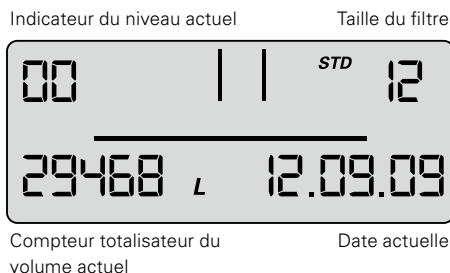 Indicateur du niveau actuel Taille du filtre
00 STD 12
29468 L 12.09.09
Compteur totalisateur du Date actuelle
volume actuel